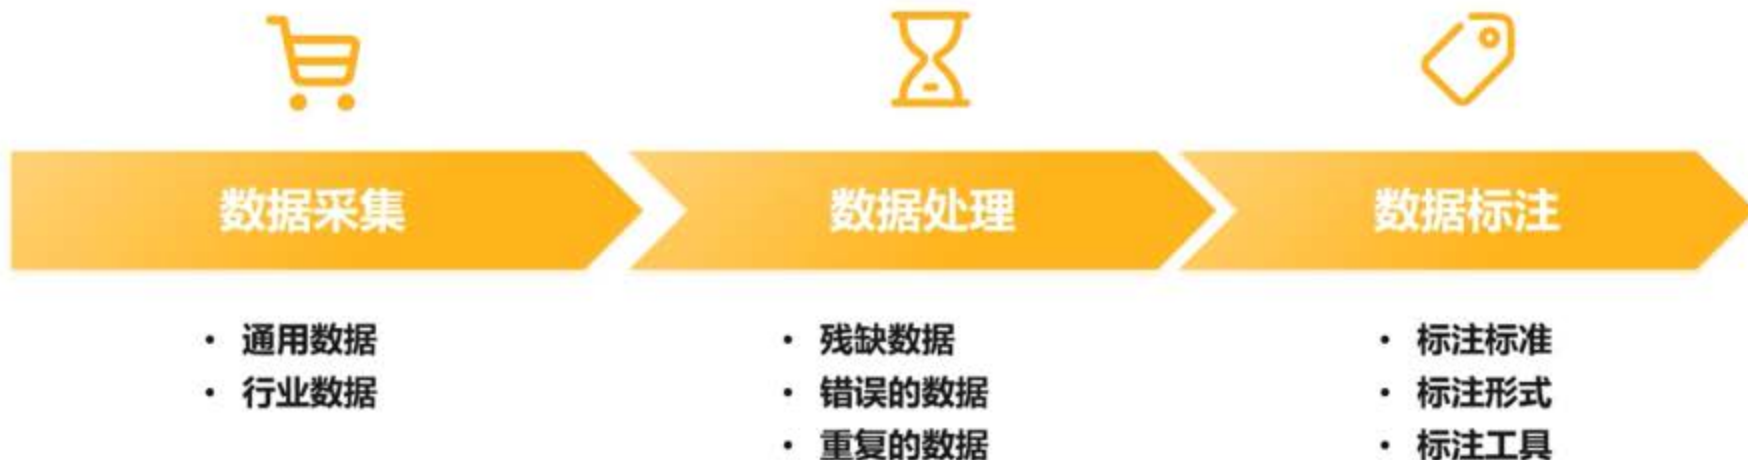 数据采集
数据处理
数据标注
• 通用数据
• 行业数据
• 残缺数据
• 错误的数据
• 重复的数据
• 标注标准
• 标注形式
• 标注工具